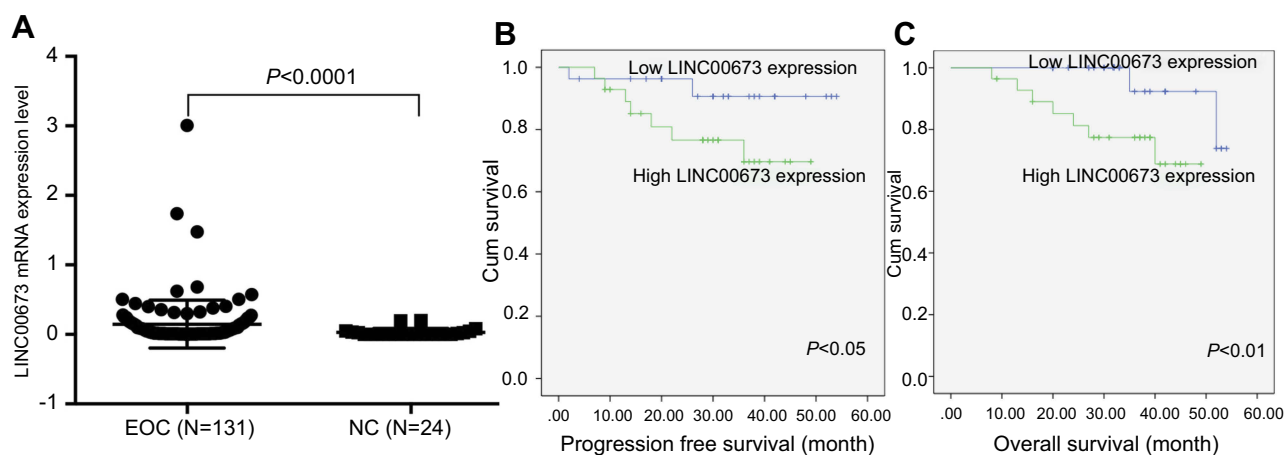 A
LINC00673 mRNA expression level
4
3
2
1
0
-1
P<0.0001
EOC (N=131)
NC (N=24)
B
Cum survival
1.0
0.8
0.6
0.4
0.2
0.0
Low LINC00673 expression
High LINC00673 expression
P<0.05
.00 10.00 20.00 30.00 40.00 50.00 60.00
Progression free survival (month)
C
Cum survival
1.0
0.8
0.6
0.4
0.2
0.0
Low LINC00673 expression
High LINC00673 expression
P<0.01
.00 10.00 20.00 30.00 40.00 50.00 60.00
Overall survival (month)